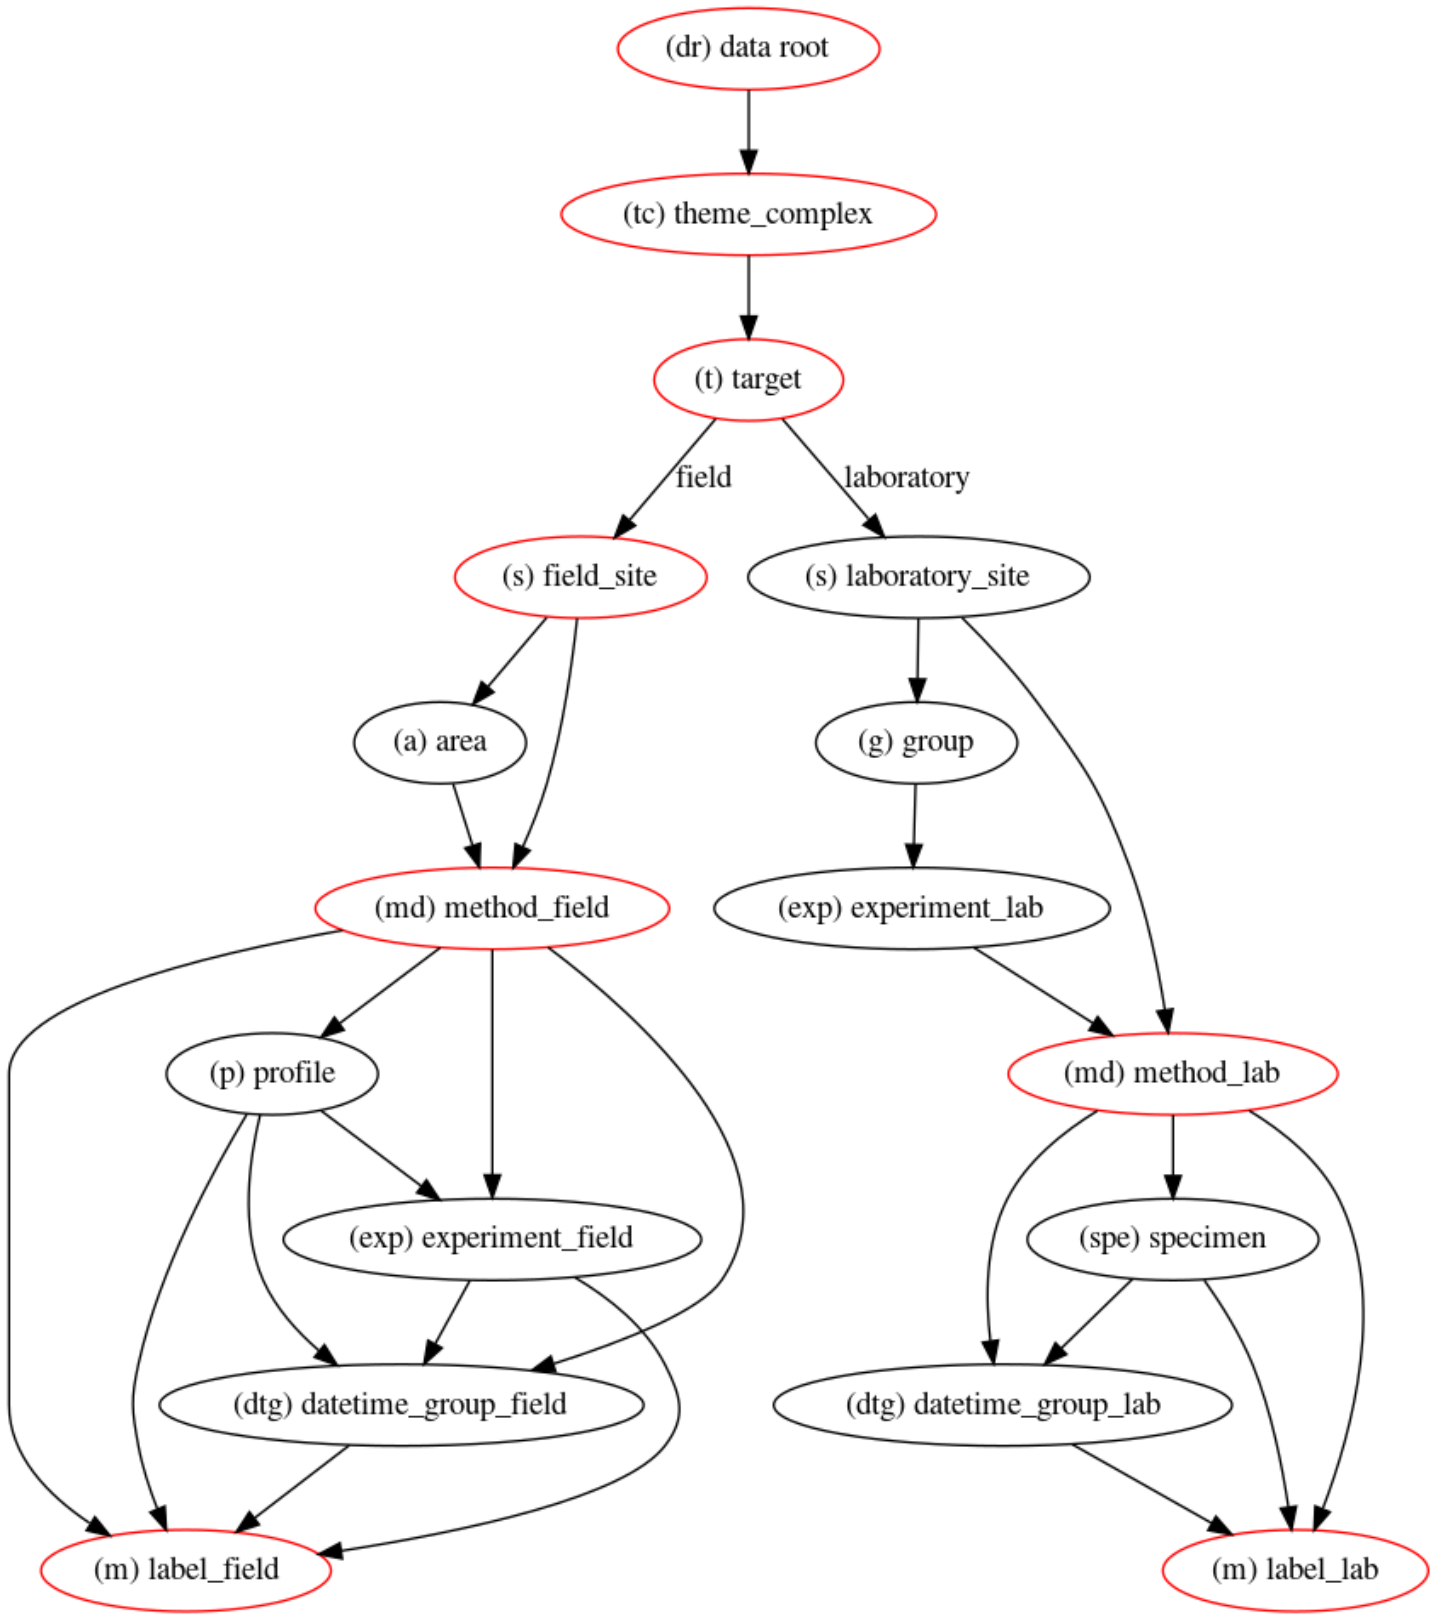 (dr) data root
(tc) theme_complex
(t) target
field
laboratory
(s) field_site
(s) laboratory_site
(a) area
(g) group
(md) method_field
(exp) experiment_lab
(p) profile
(md) method_lab
(exp) experiment_field
(spe) specimen
(dtg) datetime_group_field
(dtg) datetime_group_lab
(m) label_field
(m) label_lab